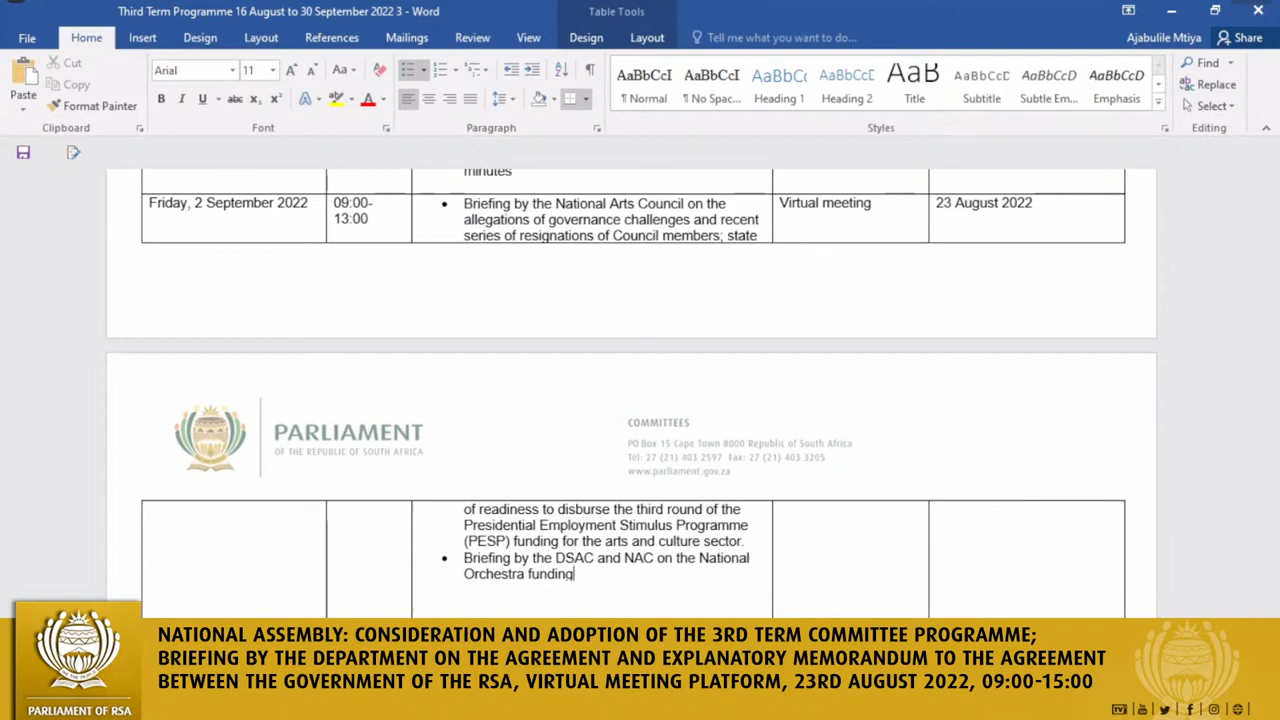 Third Term Programme 16 August to 30 September 2022 3 - Word
Table Tools
File
Home
Insert
Design
Layout
References
Mailings
Review
View
Design
Layout
Tell me what you want to do...
Ajabulile Mtiya
Share
Paste
Cut
Copy
Format Painter
Clipboard
Arial
11
Font
Paragraph
AaBbCcI
¶ Normal
AaBbCcI
¶ No Spac...
AaBbCc
Heading 1
AaBbCcI
Heading 2
AaB
Title
AaBbCcD
Subtitle
AaBbCcD
Subtle Em...
AaBbCcD
Emphasis
Styles
Find
Replace
Select
Editing
minutes
Friday, 2 September 2022
09:00-
13:00
• Briefing by the National Arts Council on the
allegations of governance challenges and recent
series of resignations of Council members; state
Virtual meeting
23 August 2022
PARLIAMENT
OF THE REPUBLIC OF SOUTH AFRICA
COMMITTEES
PO Box 15 Cape Town 8000 Republic of South Africa
Tel: 27 (21) 403 2597 Fax: 27 (21) 403 3205
www.parliament.gov.za
of readiness to disburse the third round of the
Presidential Employment Stimulus Programme
(PESP) funding for the arts and culture sector.
• Briefing by the DSAC and NAC on the National
Orchestra funding
NATIONAL ASSEMBLY: CONSIDERATION AND ADOPTION OF THE 3RD TERM COMMITTEE PROGRAMME;
BRIEFING BY THE DEPARTMENT ON THE AGREEMENT AND EXPLANATORY MEMORANDUM TO THE AGREEMENT
BETWEEN THE GOVERNMENT OF THE RSA, VIRTUAL MEETING PLATFORM, 23RD AUGUST 2022, 09:00-15:00
PARLIAMENT OF RSA